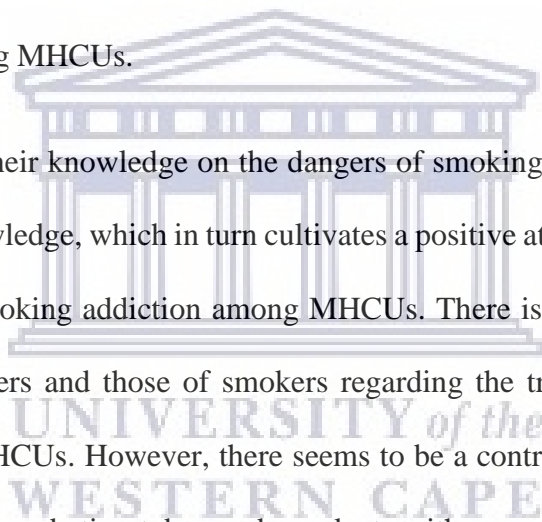 g MHCUs.
heir knowledge on the dangers of smoking
vledge, which in turn cultivates a positive at
oking addiction among MHCUs. There is
ers and those of smokers regarding the tr
UNIVERSITY of the
HCUs. However, there seems to be a contr
WESTERN CAPE